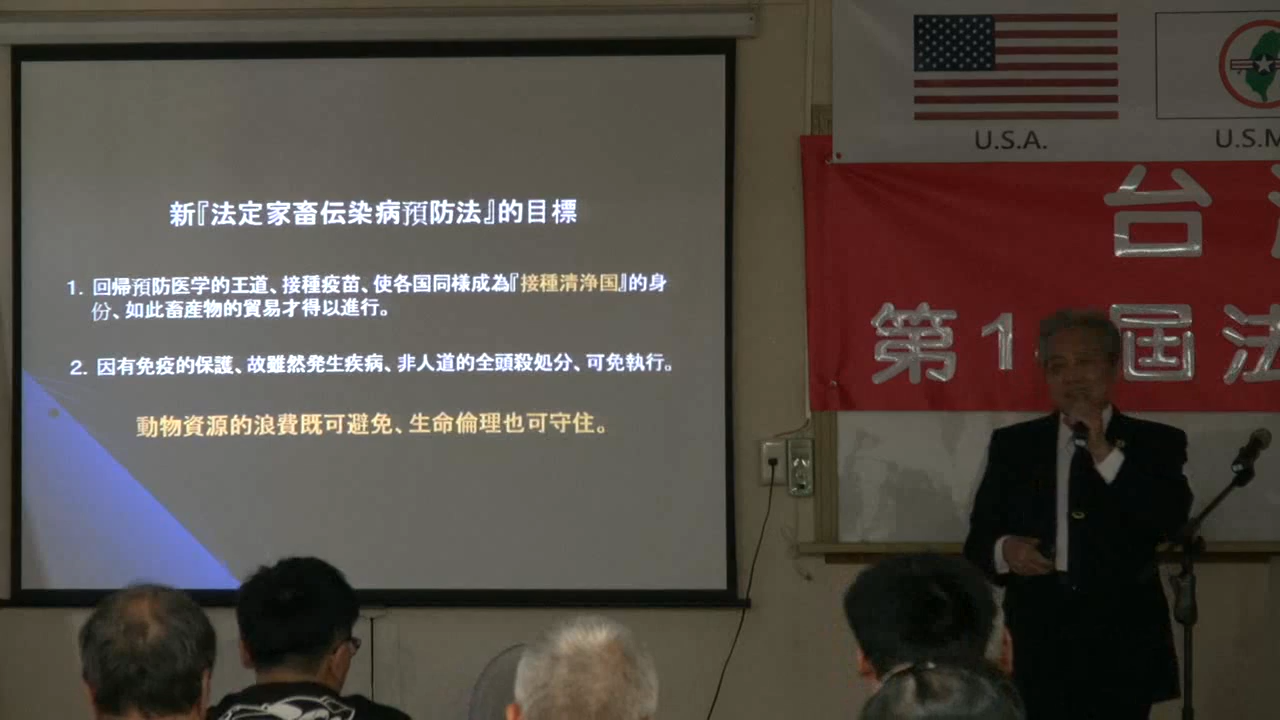 新『法定家畜伝染病預防法』的目標
1. 回帰預防医学的王道、接種疫苗、使各国同様成為『接種清浄国』的身
份、如此畜産物的貿易才得以進行。
2. 因有免疫的保護、故雖然発生疾病、非人道的全頭殺処分、可免執行。
動物資源的浪費既可避免、生命倫理也可守住。
U.S.A.
U.S.M
台
第1 屆法